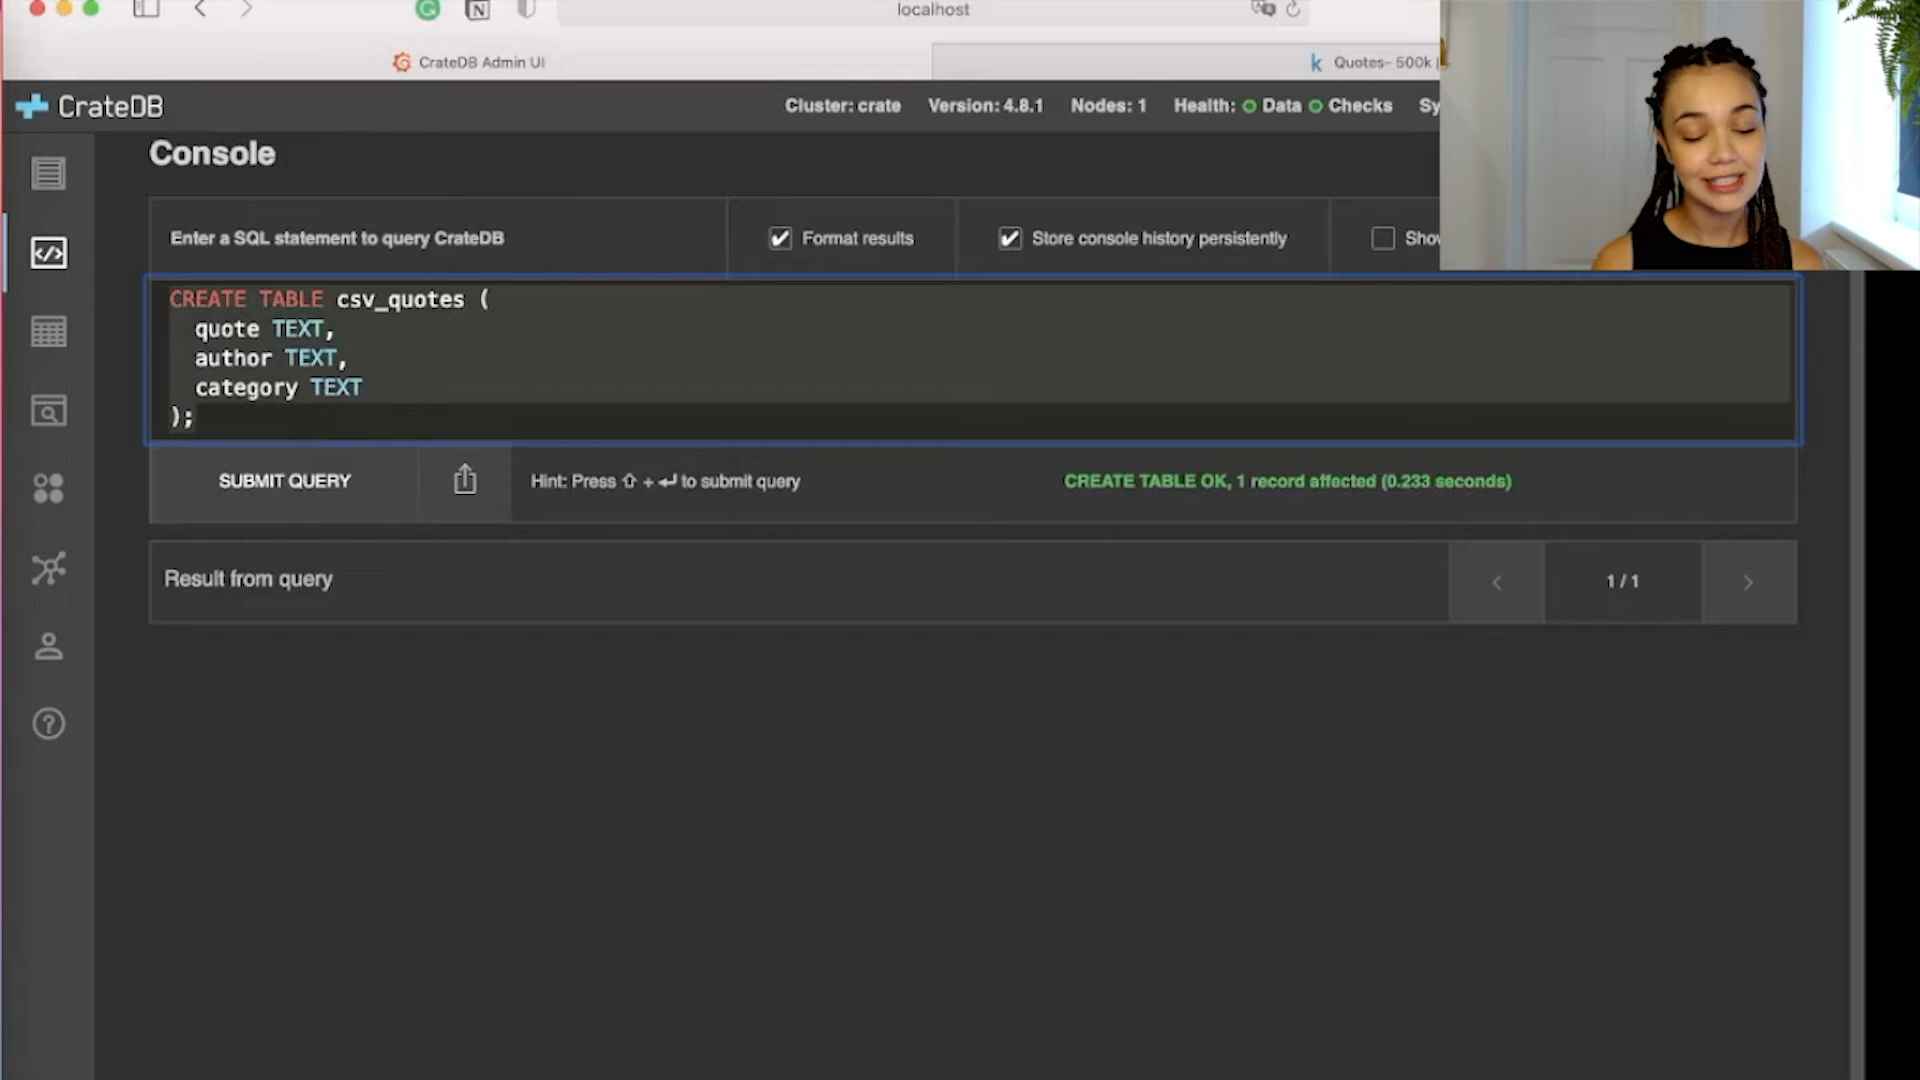 localhost
CrateDB Admin UI
Quotes- 500k
CrateDB
Cluster: crate Version: 4.8.1 Nodes: 1 Health: Data Checks
Console
Enter a SQL statement to query CrateDB
Format results
Store console history persistently
CREATE TABLE csv_quotes (
quote TEXT,
author TEXT,
category TEXT
);
SUBMIT QUERY
Hint: Press ⇧ + ↵ to submit query
CREATE TABLE OK, 1 record affected (0.233 seconds)
Result from query
1 / 1